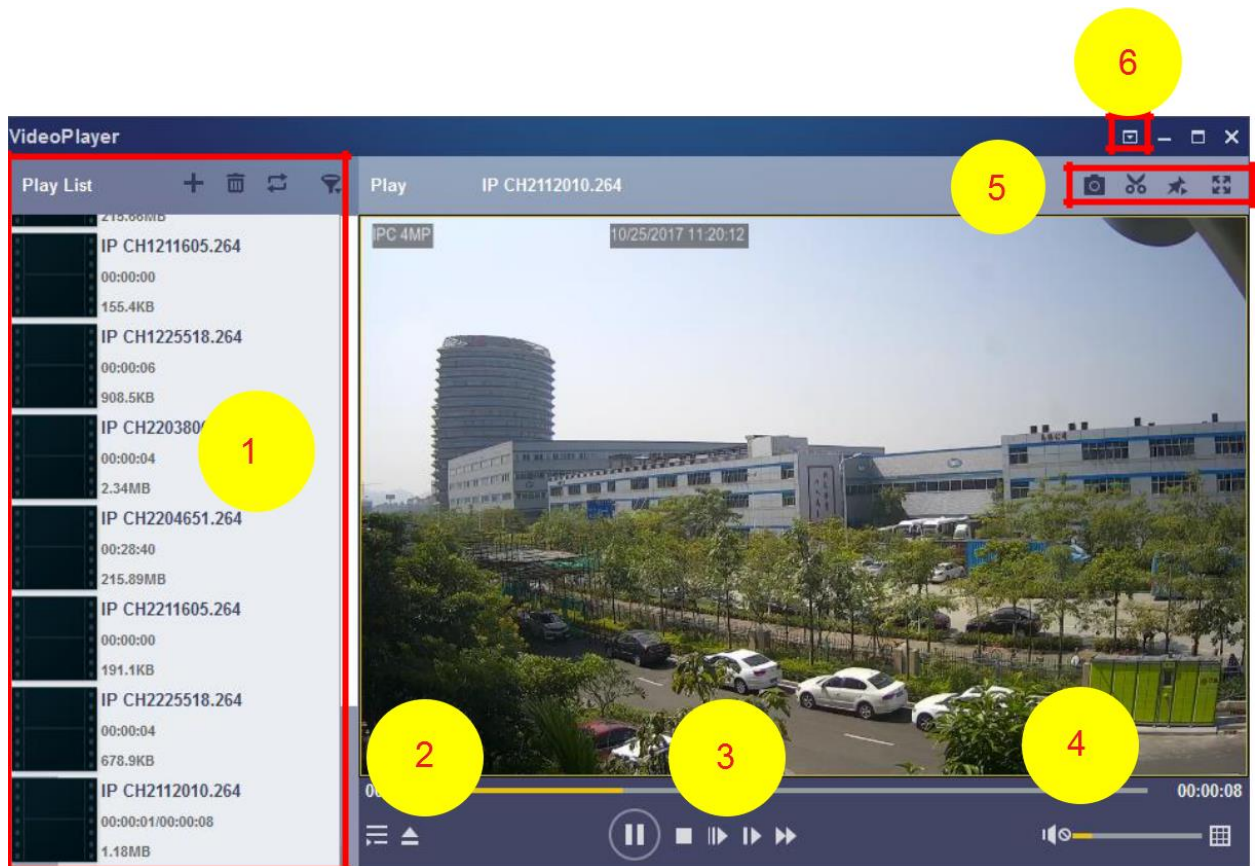 6
VideoPlayer
Play List
Play IP CH2112010.264
5
215.66MB
IP CH1211605.264
00:00:00
155.4KB
IP CH1225518.264
00:00:06
908.5KB
00:00:04
2.34MB
IP CH2204651.264
00:28:40
215.89MB
IP CH2211605.264
00:00:00
191.1KB
IP CH2225518.264
00:00:04
678.9KB
IP CH2112010.264
00:00:01/00:00:08
1.18MB
1
IPC 4MP 10/25/2017 11:20:12
2
3
4
00:00:08